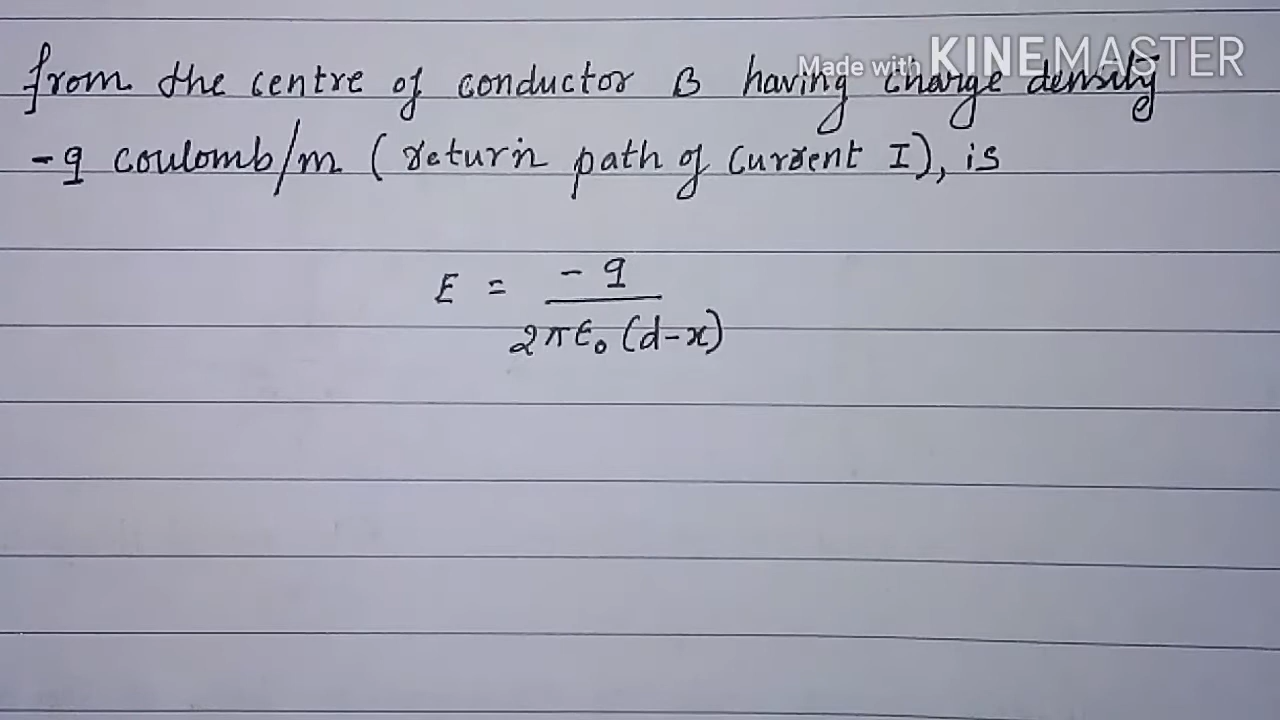 Made with KINEMASTER
from the centre of conductor B having charge density
-q coulomb/m (return path of current I), is
E = -q / 2πϵ₀ (d-x)